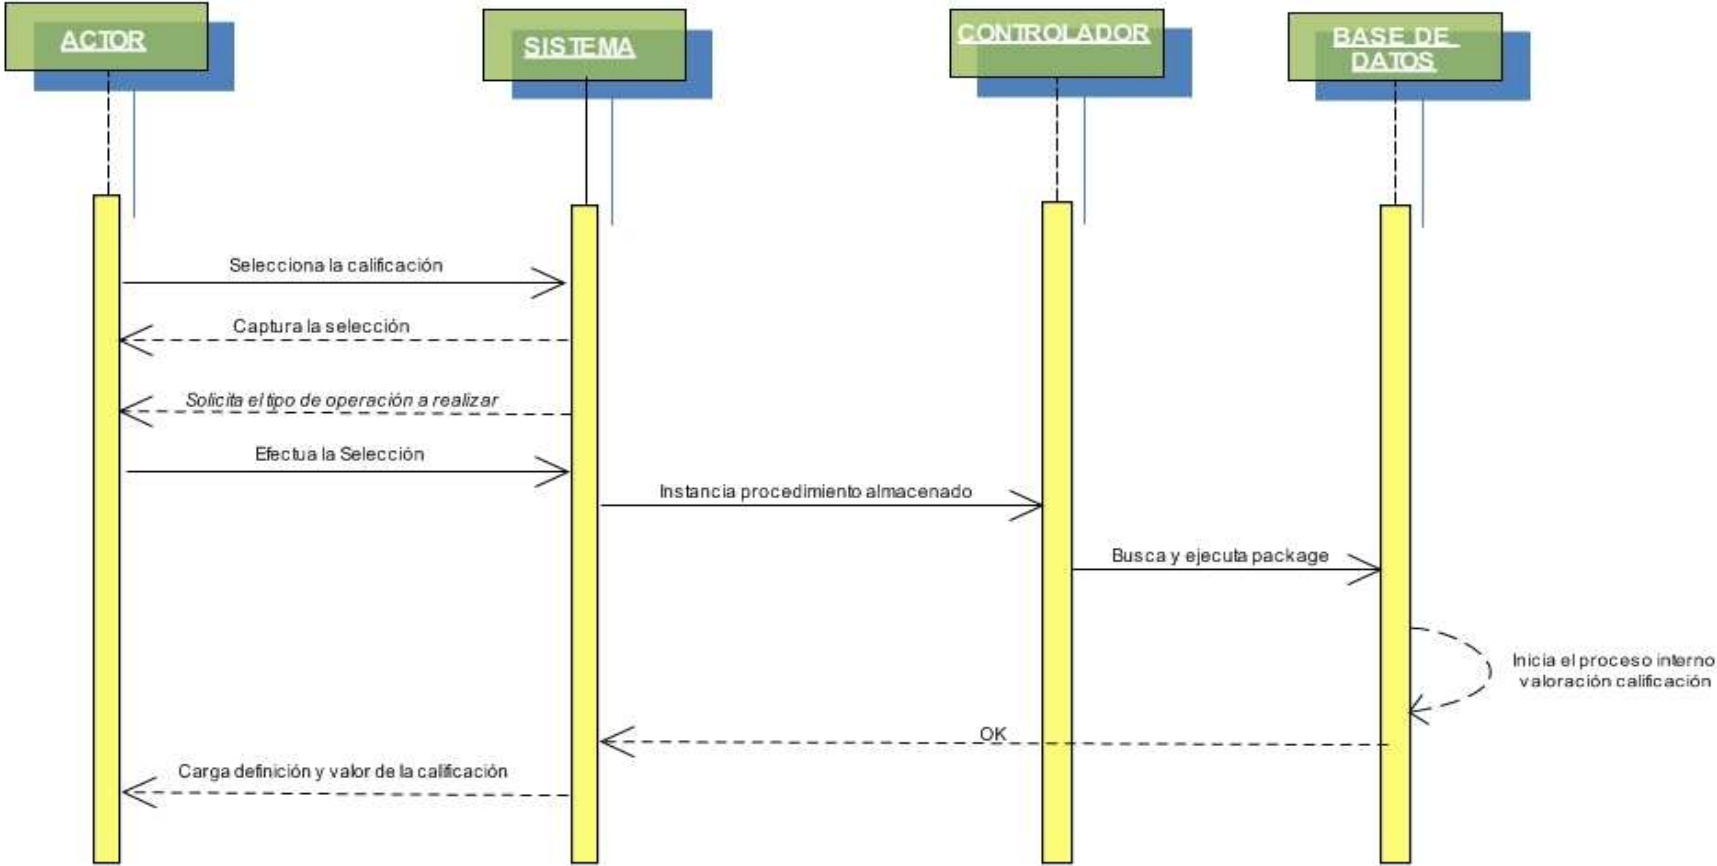 ACTOR
SISTEMA
CONTROLADOR
BASE DE
DATOS
Selecciona la calificación
Captura la selección
Solicita el tipo de operación a realizar
Efectua la Selección
Instancia procedimiento almacenado
Busca y ejecuta package
Inicia el proceso interno
valoración calificación
OK
Carga definición y valor de la calificación